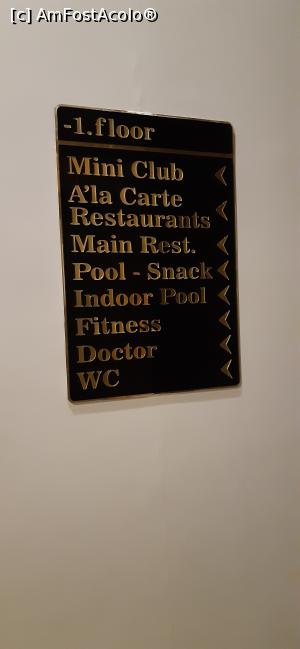 [c] AmFostAcolo®
-1.floor
Mini Club
A'la Carte
Restaurants
Main Rest.
Pool - Snack
Indoor Pool
Fitness
Doctor
WC